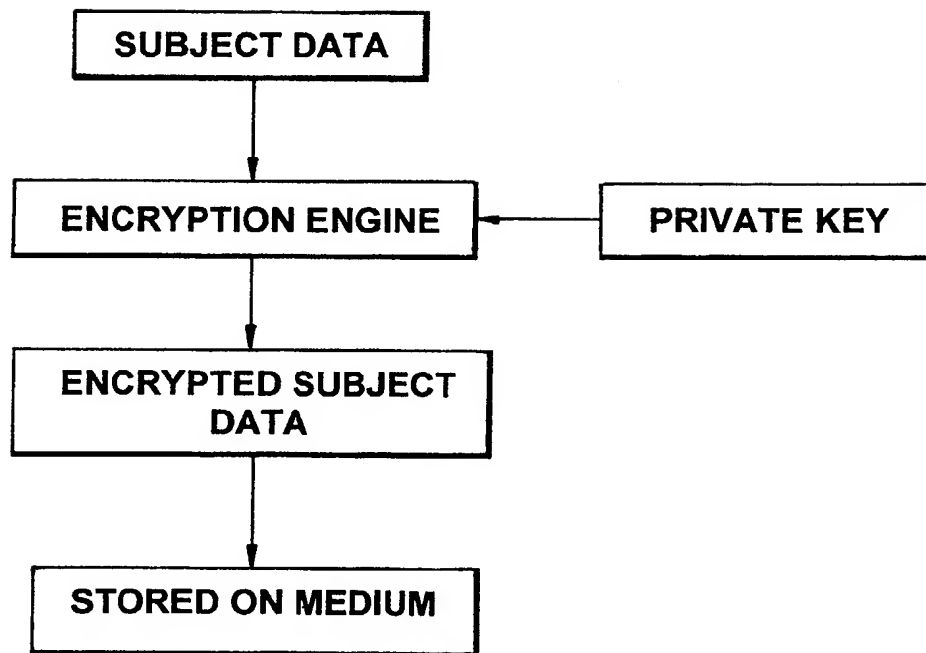 SUBJECT DATA
ENCRYPTION ENGINE
PRIVATE KEY
ENCRYPTED SUBJECT
DATA
STORED ON MEDIUM